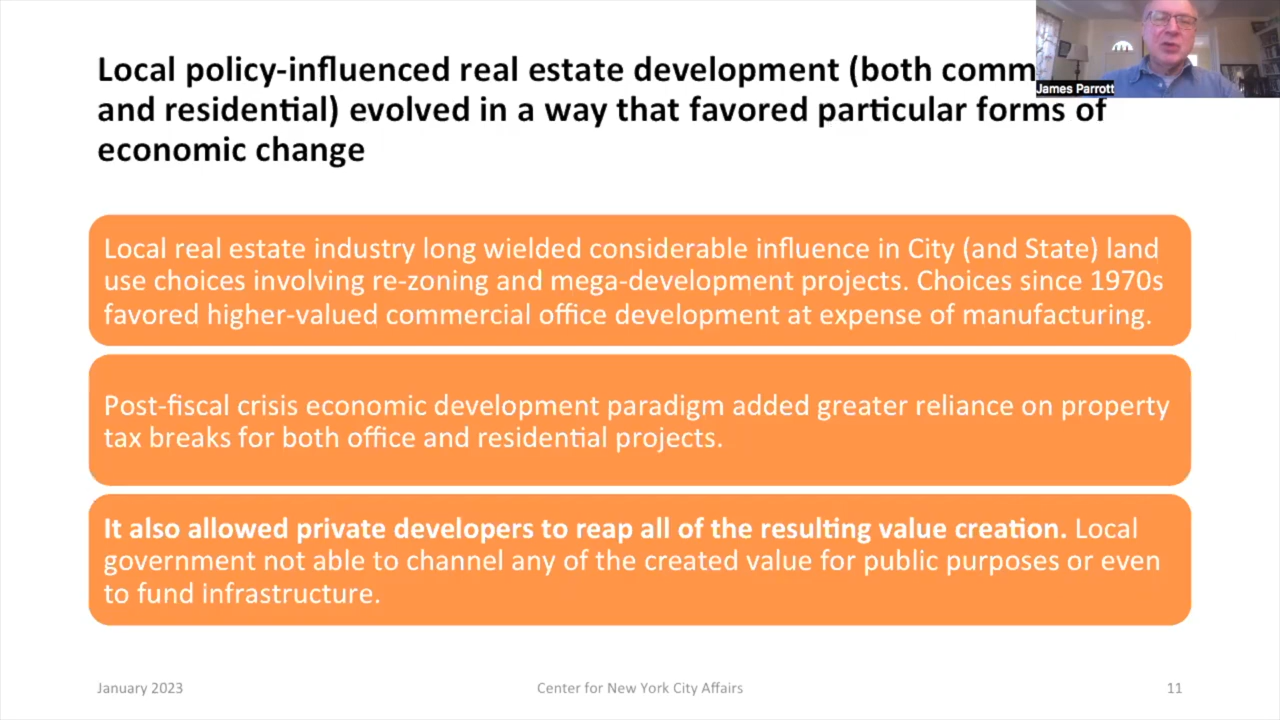 Local policy-influenced real estate development (both comm
and residential) evolved in a way that favored particular forms of
economic change
James Parrott
Local real estate industry long wielded considerable influence in City (and State) land
use choices involving re-zoning and mega-development projects. Choices since 1970s
favored higher-valued commercial office development at expense of manufacturing.
Post-fiscal crisis economic development paradigm added greater reliance on property
tax breaks for both office and residential projects.
It also allowed private developers to reap all of the resulting value creation. Local
government not able to channel any of the created value for public purposes or even
to fund infrastructure.
January 2023
Center for New York City Affairs
11